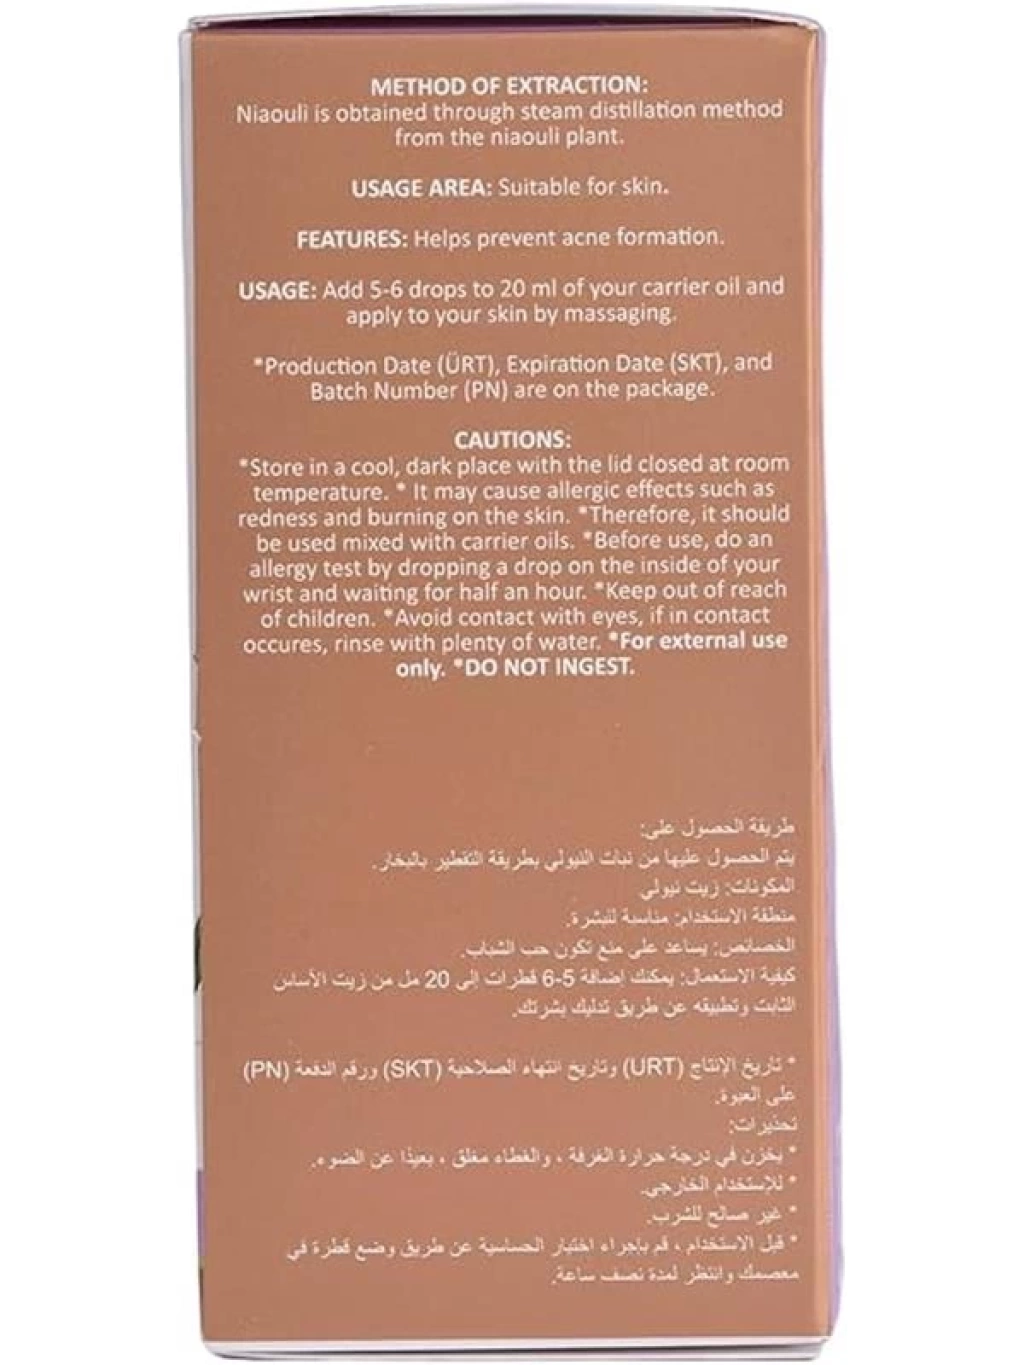 METHOD OF EXTRACTION:
Niaouli is obtained through steam distillation method
from the niaouli plant.
USAGE AREA: Suitable for skin.
FEATURES: Helps prevent acne formation.
USAGE: Add 5-6 drops to 20 ml of your carrier oil and
apply to your skin by massaging.
*Production Date (ÜRT), Expiration Date (SKT), and
Batch Number (PN) are on the package.
CAUTIONS:
*Store in a cool, dark place with the lid closed at room
temperature. * It may cause allergic effects such as
redness and burning on the skin. *Therefore, it should
be used mixed with carrier oils. *Before use, do an
allergy test by dropping a drop on the inside of your
wrist and waiting for half an hour. *Keep out of reach
of children. *Avoid contact with eyes, if in contact
occures, rinse with plenty of water. *For external use
only. *DO NOT INGEST.
طريقة الحصول على:
يتم الحصول عليها من نبات النيولي بطريقة التقطير بالبخار.
المكونات: زيت نيولي
منطقة الاستخدام: مناسبة للبشرة.
الخصائص: يساعد على منع تكون حب الشباب.
كيفية الاستعمال: يمكنك إضافة 5-6 قطرات إلى 20 مل من زيت الأساس
الثابت وتطبيقه عن طريق تدليك بشرتك.
* تاريخ الإنتاج (URT) وتاريخ انتهاء الصلاحية (SKT) ورقم الدفعة (PN)
على العبوة.
تحذيرات:
* يخزن في درجة حرارة الغرفة ، والغطاء مغلق ، بعيدًا عن الضوء.
* للإستخدام الخارجي.
* غير صالح للشرب.
* قبل الاستخدام ، قم بإجراء اختبار الحساسية عن طريق وضع قطرة في
معصمك وانتظر لمدة نصف ساعة.